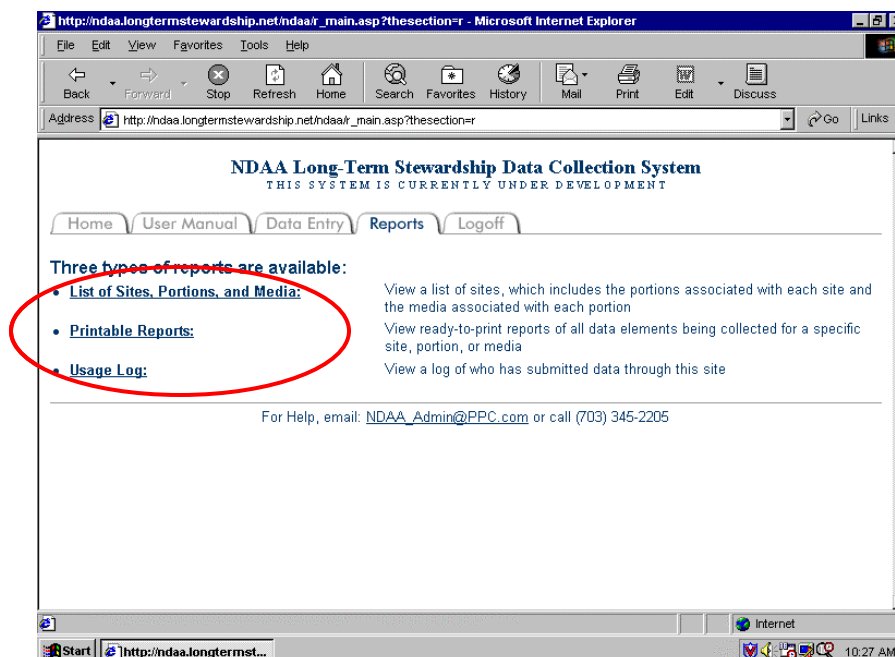 http://ndaa.longtermstewardship.net/ndaa/r_main.asp?thesection=r - Microsoft Internet Explorer
File Edit View Favorites Tools Help
Back Forward Stop Refresh Home Search Favorites History Mail Print Edit Discuss
Address http://ndaa.longtermstewardship.net/ndaa/r_main.asp?thesection=r Go Links
NDAA Long-Term Stewardship Data Collection System
THIS SYSTEM IS CURRENTLY UNDER DEVELOPMENT
Home User Manual Data Entry Reports Logoff
Three types of reports are available:
• List of Sites, Portions, and Media: View a list of sites, which includes the portions associated with each site and
the media associated with each portion
• Printable Reports: View ready-to-print reports of all data elements being collected for a specific
site, portion, or media
• Usage Log: View a log of who has submitted data through this site
For Help, email: NDAA_Admin@PPC.com or call (703) 345-2205
Internet
Start http://ndaa.longtermst... 10:27 AM